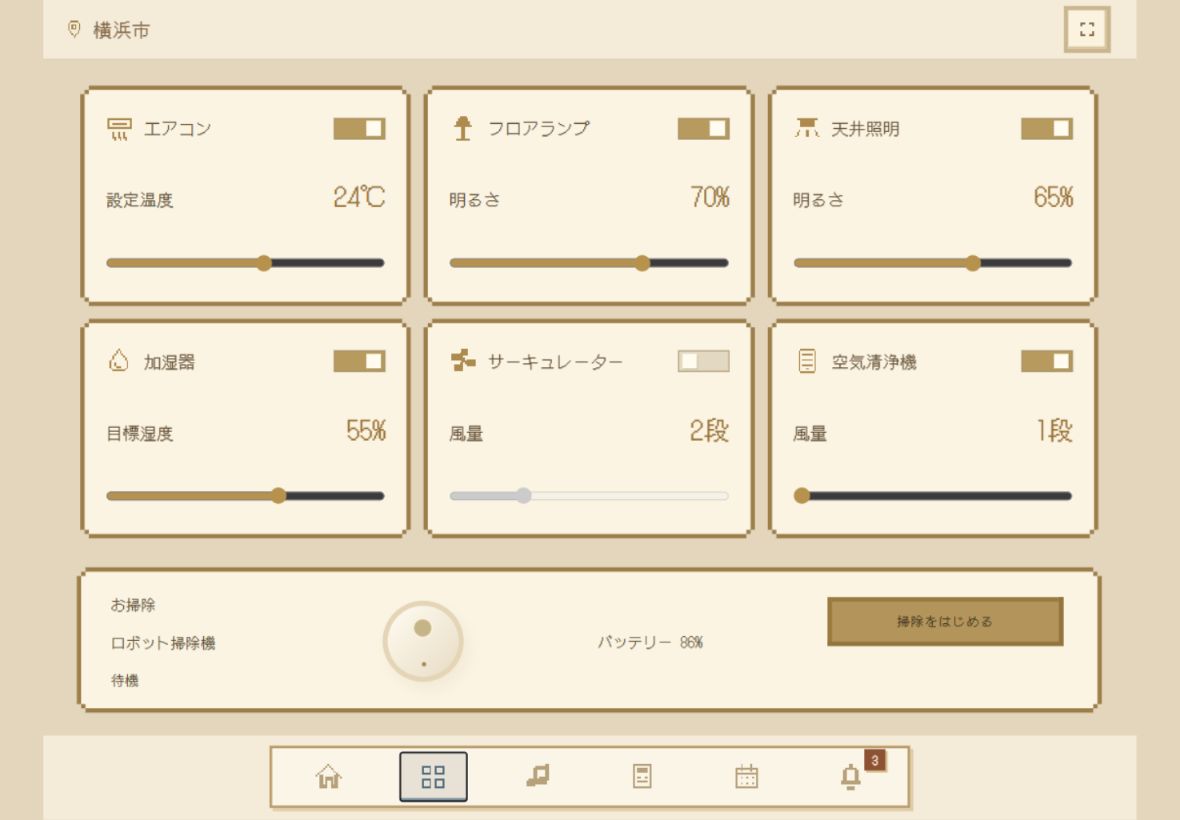 横浜市
エアコン
設定温度 24℃
フロアランプ
明るさ 70%
天井照明
明るさ 65%
加湿器
目標湿度 55%
サーキュレーター
風量 2段
空気清浄機
風量 1段
お掃除
ロボット掃除機
待機
バッテリー 86%
掃除をはじめる
3